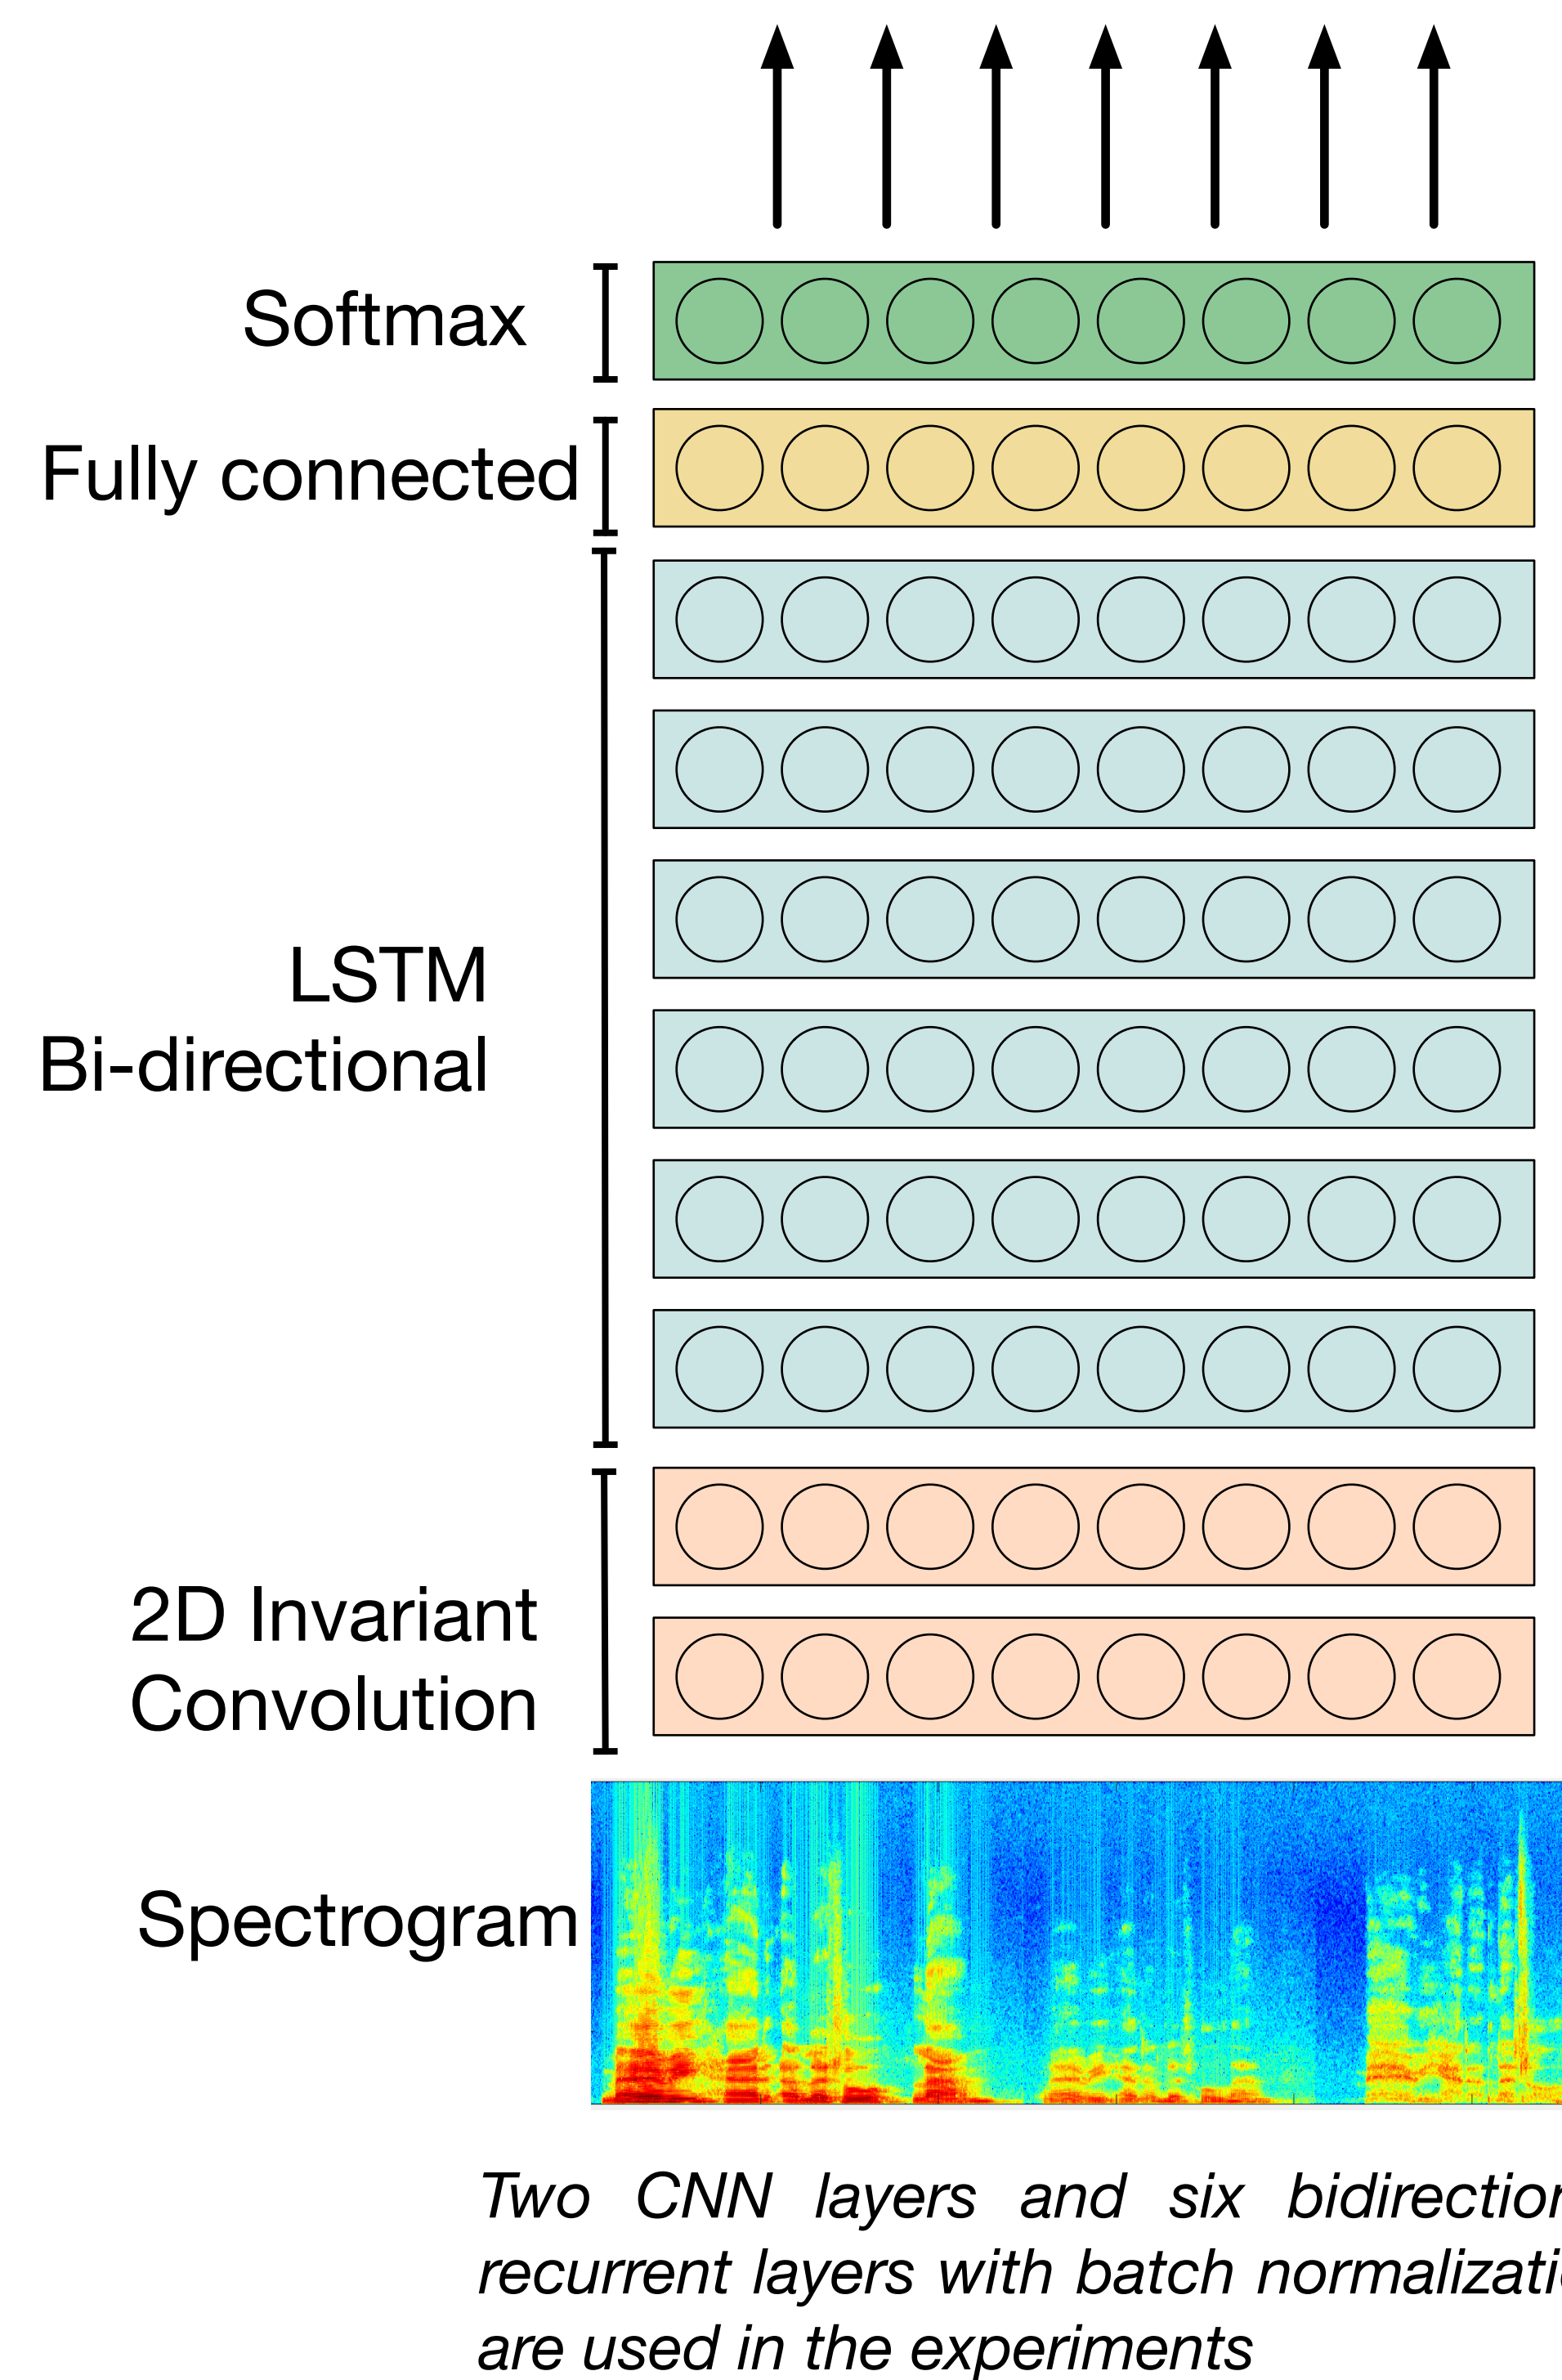 Softmax
Fully connected
LSTM
Bi-directional
2D Invariant
Convolution
Spectrogram
Two CNN layers and six
recurrent layers with batch
are used in the experiments